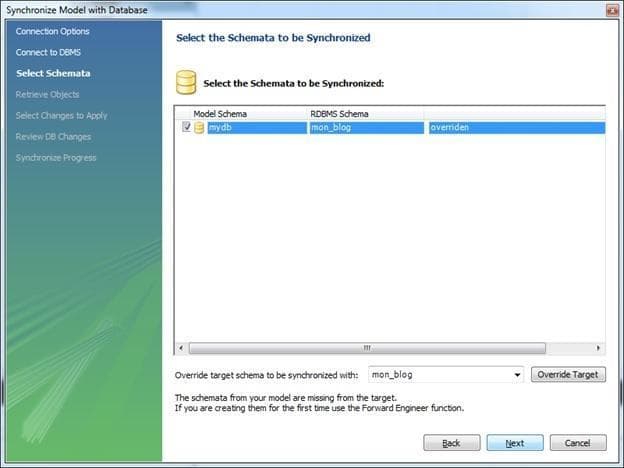 Synchronize Model with Database
Connection Options
Connect to DBMS
Select Schemata
Retrieve Objects
Select Changes to Apply
Review DB Changes
Synchronize Progress
Select the Schemata to be Synchronized
Select the Schemata to be Synchronized:
Model Schema RDBMS Schema
mydb mon_blog overriden
Override target schema to be synchronized with: mon_blog Override Target
The schemata from your model are missing from the target.
If you are creating them for the first time use the Forward Engineer function.
Back Next Cancel